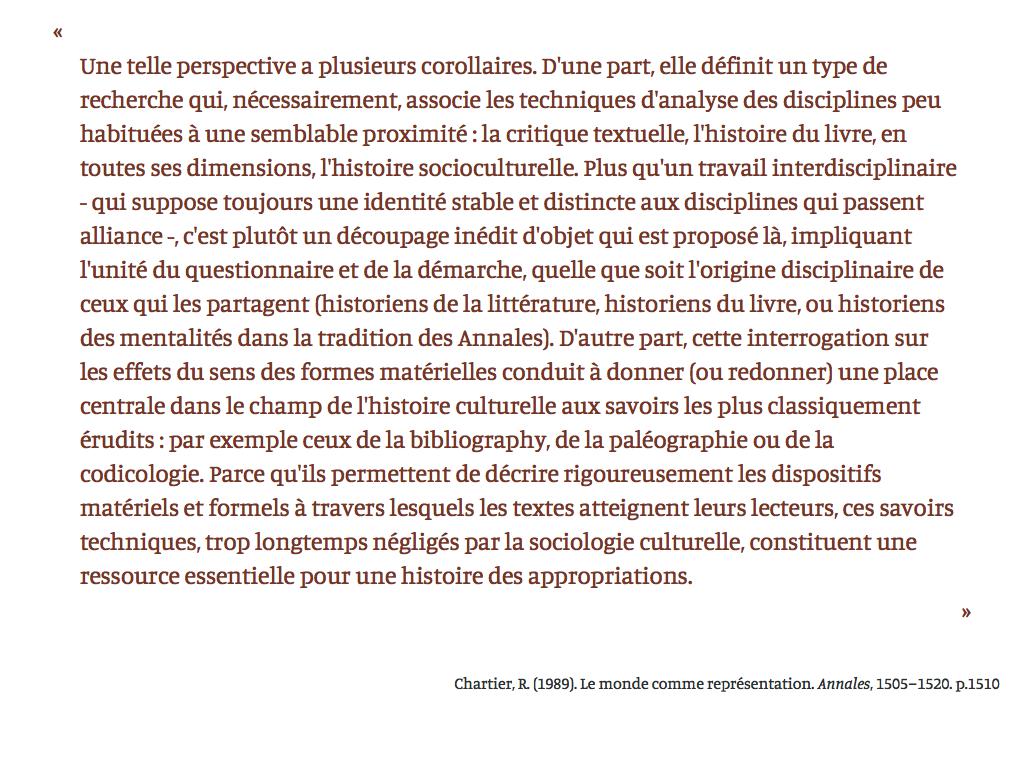 «
Une telle perspective a plusieurs corollaires. D'une part, elle définit un type de
recherche qui, nécessairement, associe les techniques d'analyse des disciplines peu
habituées à une semblable proximité : la critique textuelle, l'histoire du livre, en
toutes ses dimensions, l'histoire socioculturelle. Plus qu'un travail interdisciplinaire
- qui suppose toujours une identité stable et distincte aux disciplines qui passent
alliance -, c'est plutôt un découpage inédit d'objet qui est proposé là, impliquant
l'unité du questionnaire et de la démarche, quelle que soit l'origine disciplinaire de
ceux qui les partagent (historiens de la littérature, historiens du livre, ou historiens
des mentalités dans la tradition des Annales). D'autre part, cette interrogation sur
les effets du sens des formes matérielles conduit à donner (ou redonner) une place
centrale dans le champ de l'histoire culturelle aux savoirs les plus classiquement
érudits : par exemple ceux de la bibliography, de la paléographie ou de la
codicologie. Parce qu'ils permettent de décrire rigoureusement les dispositifs
matériels et formels à travers lesquels les textes atteignent leurs lecteurs, ces savoirs
techniques, trop longtemps négligés par la sociologie culturelle, constituent une
ressource essentielle pour une histoire des appropriations.
»
Chartier, R. (1989). Le monde comme représentation. Annales, 1505–1520. p.1510